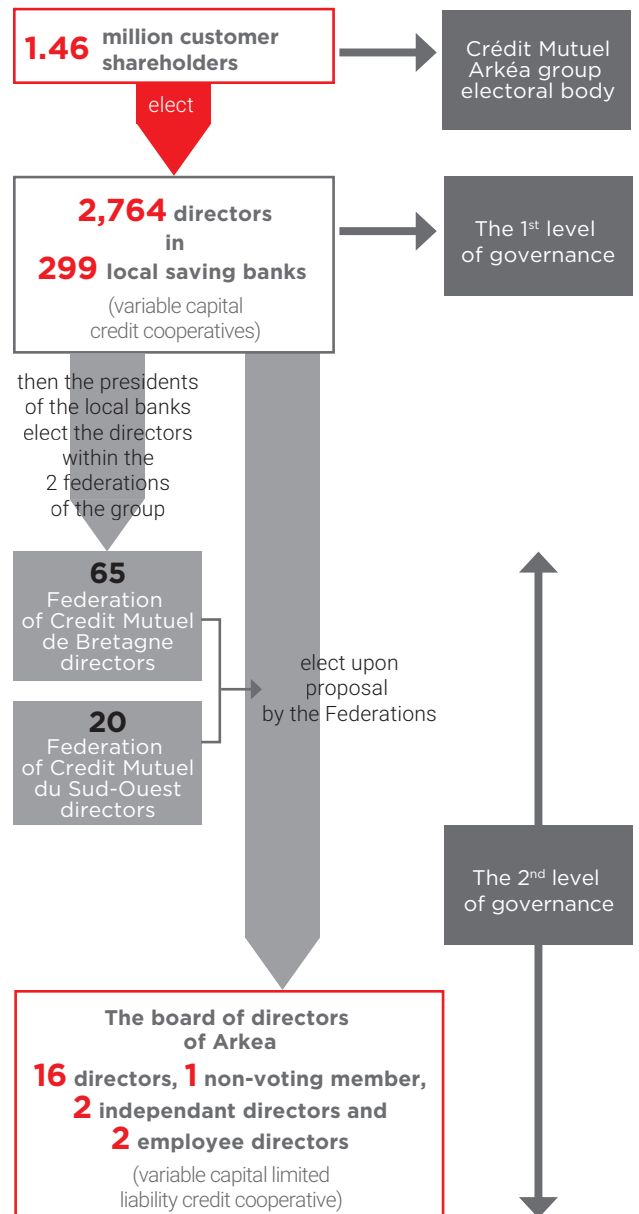 1.46 million customer
shareholders
Crédit Mutuel
Arkéa group
electoral body
elect
2,764 directors
in
299 local saving banks
(variable capital
credit cooperatives)
The 1st level
of governance
then the presidents
of the local banks
elect the directors
within the
2 federations
of the group
65
Federation
of Credit Mutuel
de Bretagne
directors
elect upon
proposal
by the Federations
20
Federation
of Credit Mutuel
du Sud-Ouest
directors
The 2nd level
of governance
The board of directors
of Arkea
16 directors, 1 non-voting member,
2 independant directors and
2 employee directors
(variable capital limited
liability credit cooperative)